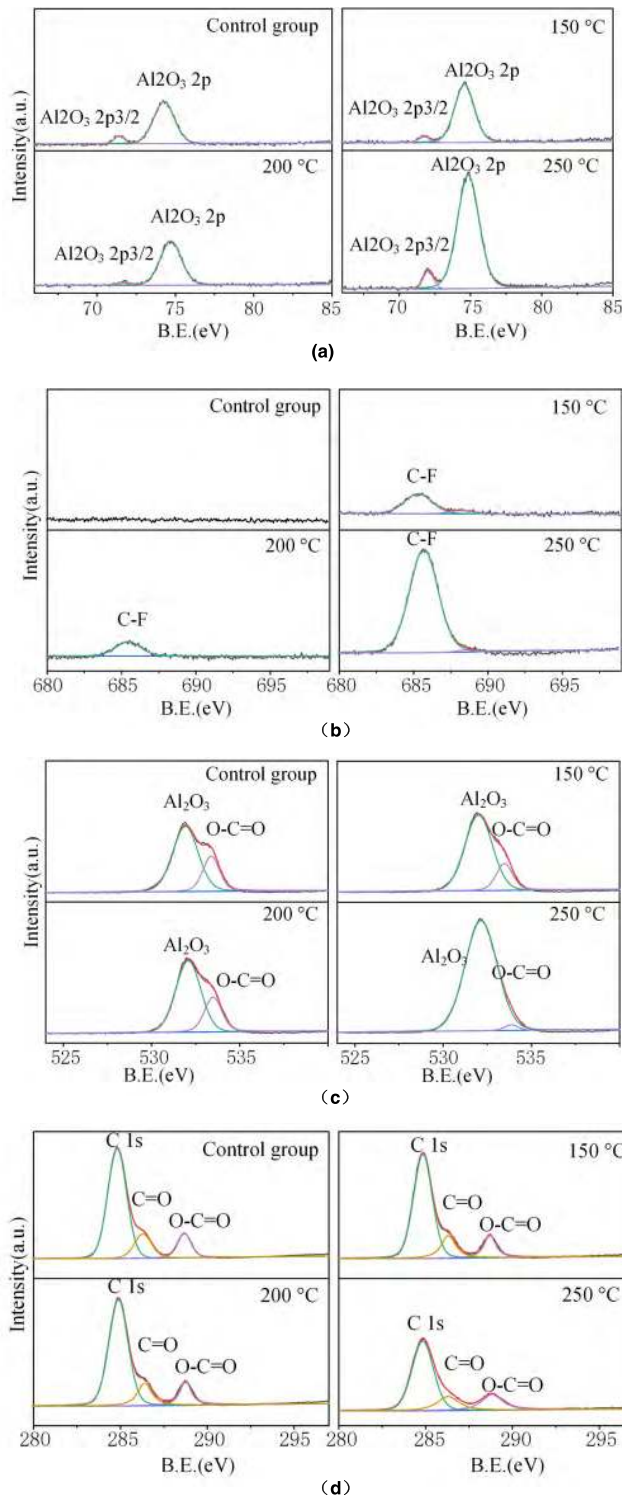 Control group
150 °C
Al2O₃ 2p
Al2O₃ 2p3/2
Al2O₃ 2p
Al2O₃ 2p3/2
200 °C
250 °C
Al2O₃ 2p
Al2O₃ 2p3/2
Al2O₃ 2p
Al2O₃ 2p3/2
Intensity(a.u.)
70 75 80 85
70 75 80 85
B.E.(eV)
B.E.(eV)
(a)
Control group
150 °C
C-F
200 °C
250 °C
C-F
C-F
Intensity(a.u.)
680 685 690 695
680 685 690 695
B.E.(eV)
B.E.(eV)
(b)
Control group
150 °C
Al₂O₃
O-C=O
Al₂O₃
O-C=O
200 °C
250 °C
Al₂O₃
O-C=O
Al₂O₃
O-C=O
Intensity(a.u.)
525 530 535
525 530 535
B.E.(eV)
B.E.(eV)
(c)
Control group
150 °C
C 1s
C=O
O-C=O
C 1s
C=O
O-C=O
200 °C
250 °C
C 1s
C=O
O-C=O
C 1s
C=O
O-C=O
Intensity(a.u.)
280 285 290 295
280 285 290 295
B.E.(eV)
B.E.(eV)
(d)